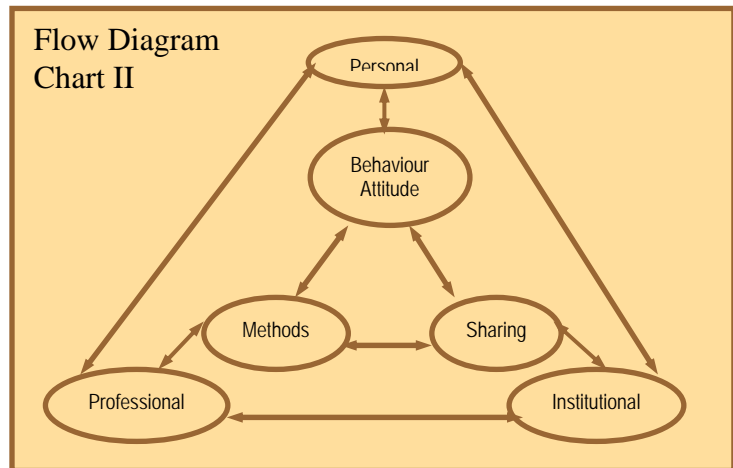 Flow Diagram
Chart II
Personal
Behaviour
Attitude
Methods
Sharing
Professional
Institutional